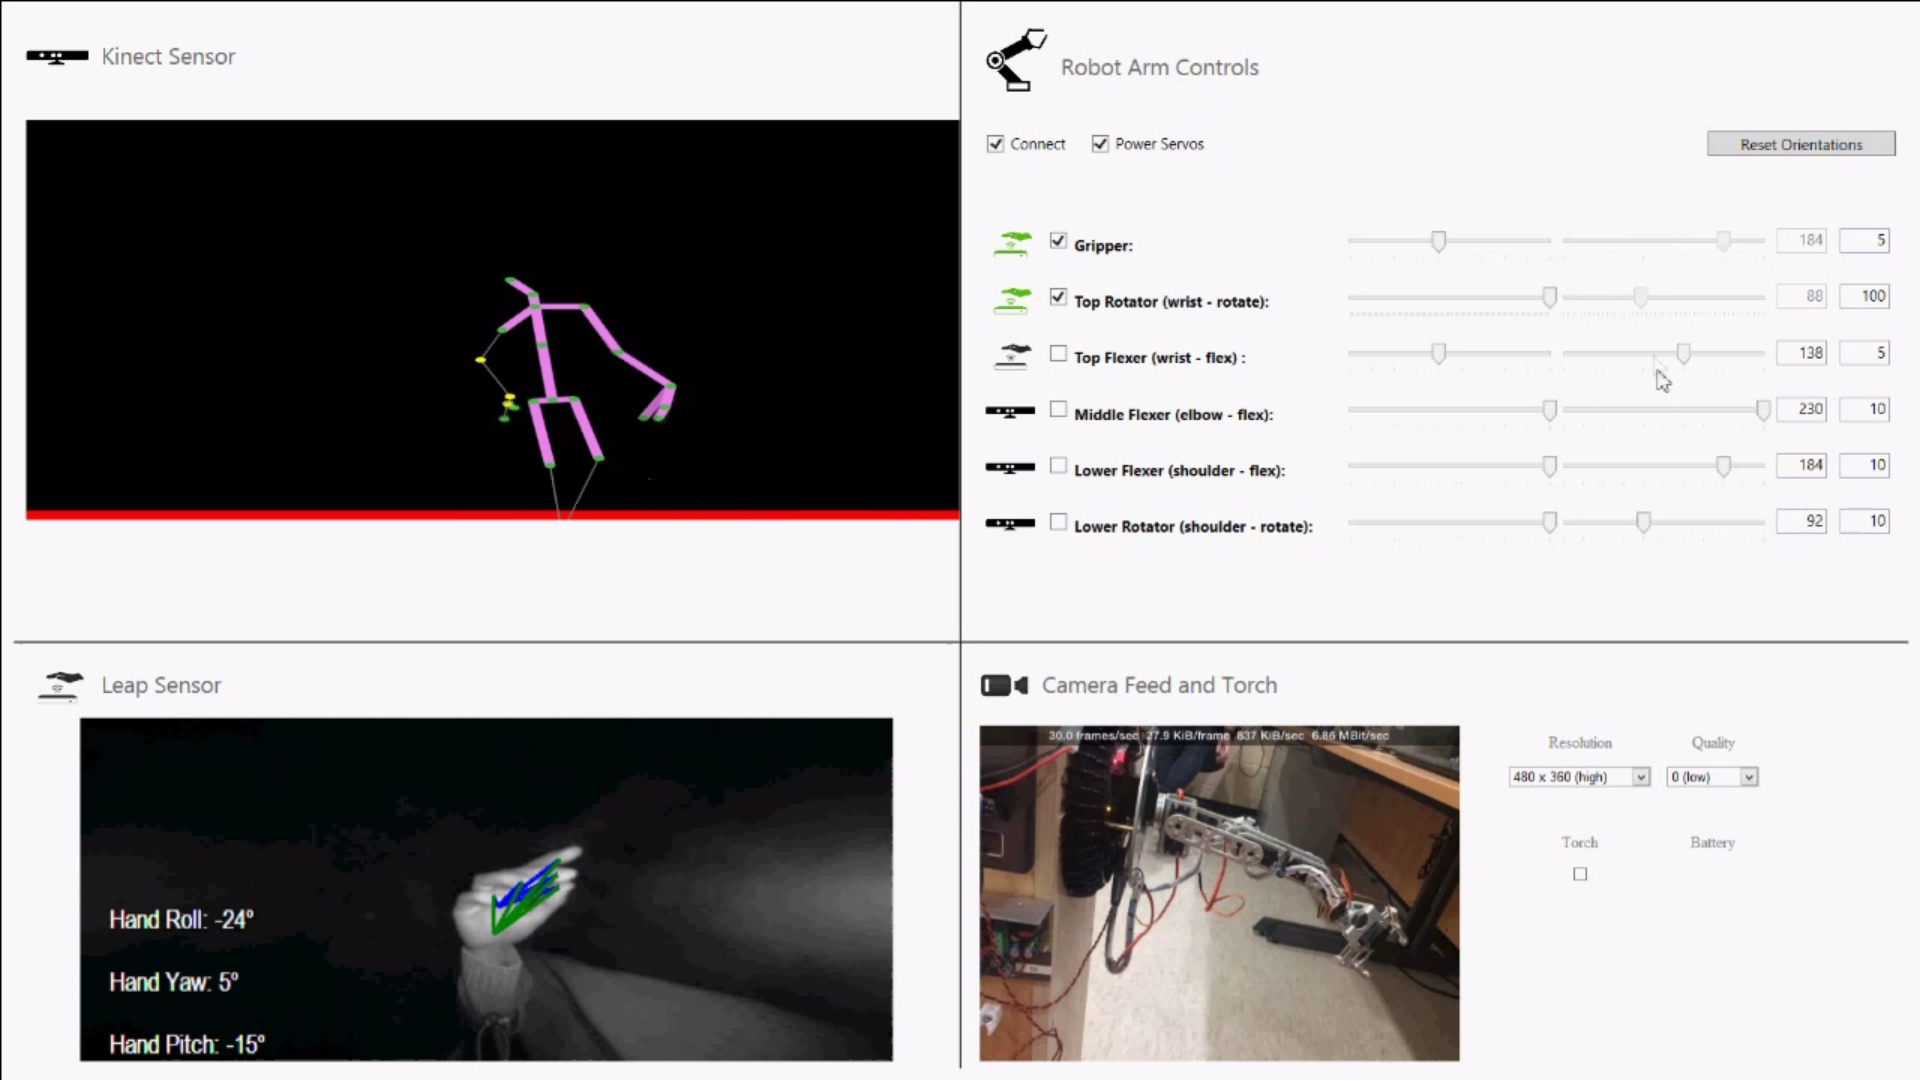 Kinect Sensor
Robot Arm Controls
Connect
Power Servos
Reset Orientations
Gripper:
184
5
Top Rotator (wrist - rotate):
88
100
Top Flexer (wrist - flex) :
138
5
Middle Flexer (elbow - flex):
230
10
Lower Flexer (shoulder - flex):
184
10
Lower Rotator (shoulder - rotate):
92
10
Leap Sensor
Hand Roll: -24°
Hand Yaw: 5°
Hand Pitch: -15°
Camera Feed and Torch
30.0 frames/sec 27.9 KiB/frame 837 KiB/sec 6.86 MBit/sec
Resolution
Quality
480 x 360 (high)
0 (low)
Torch
Battery